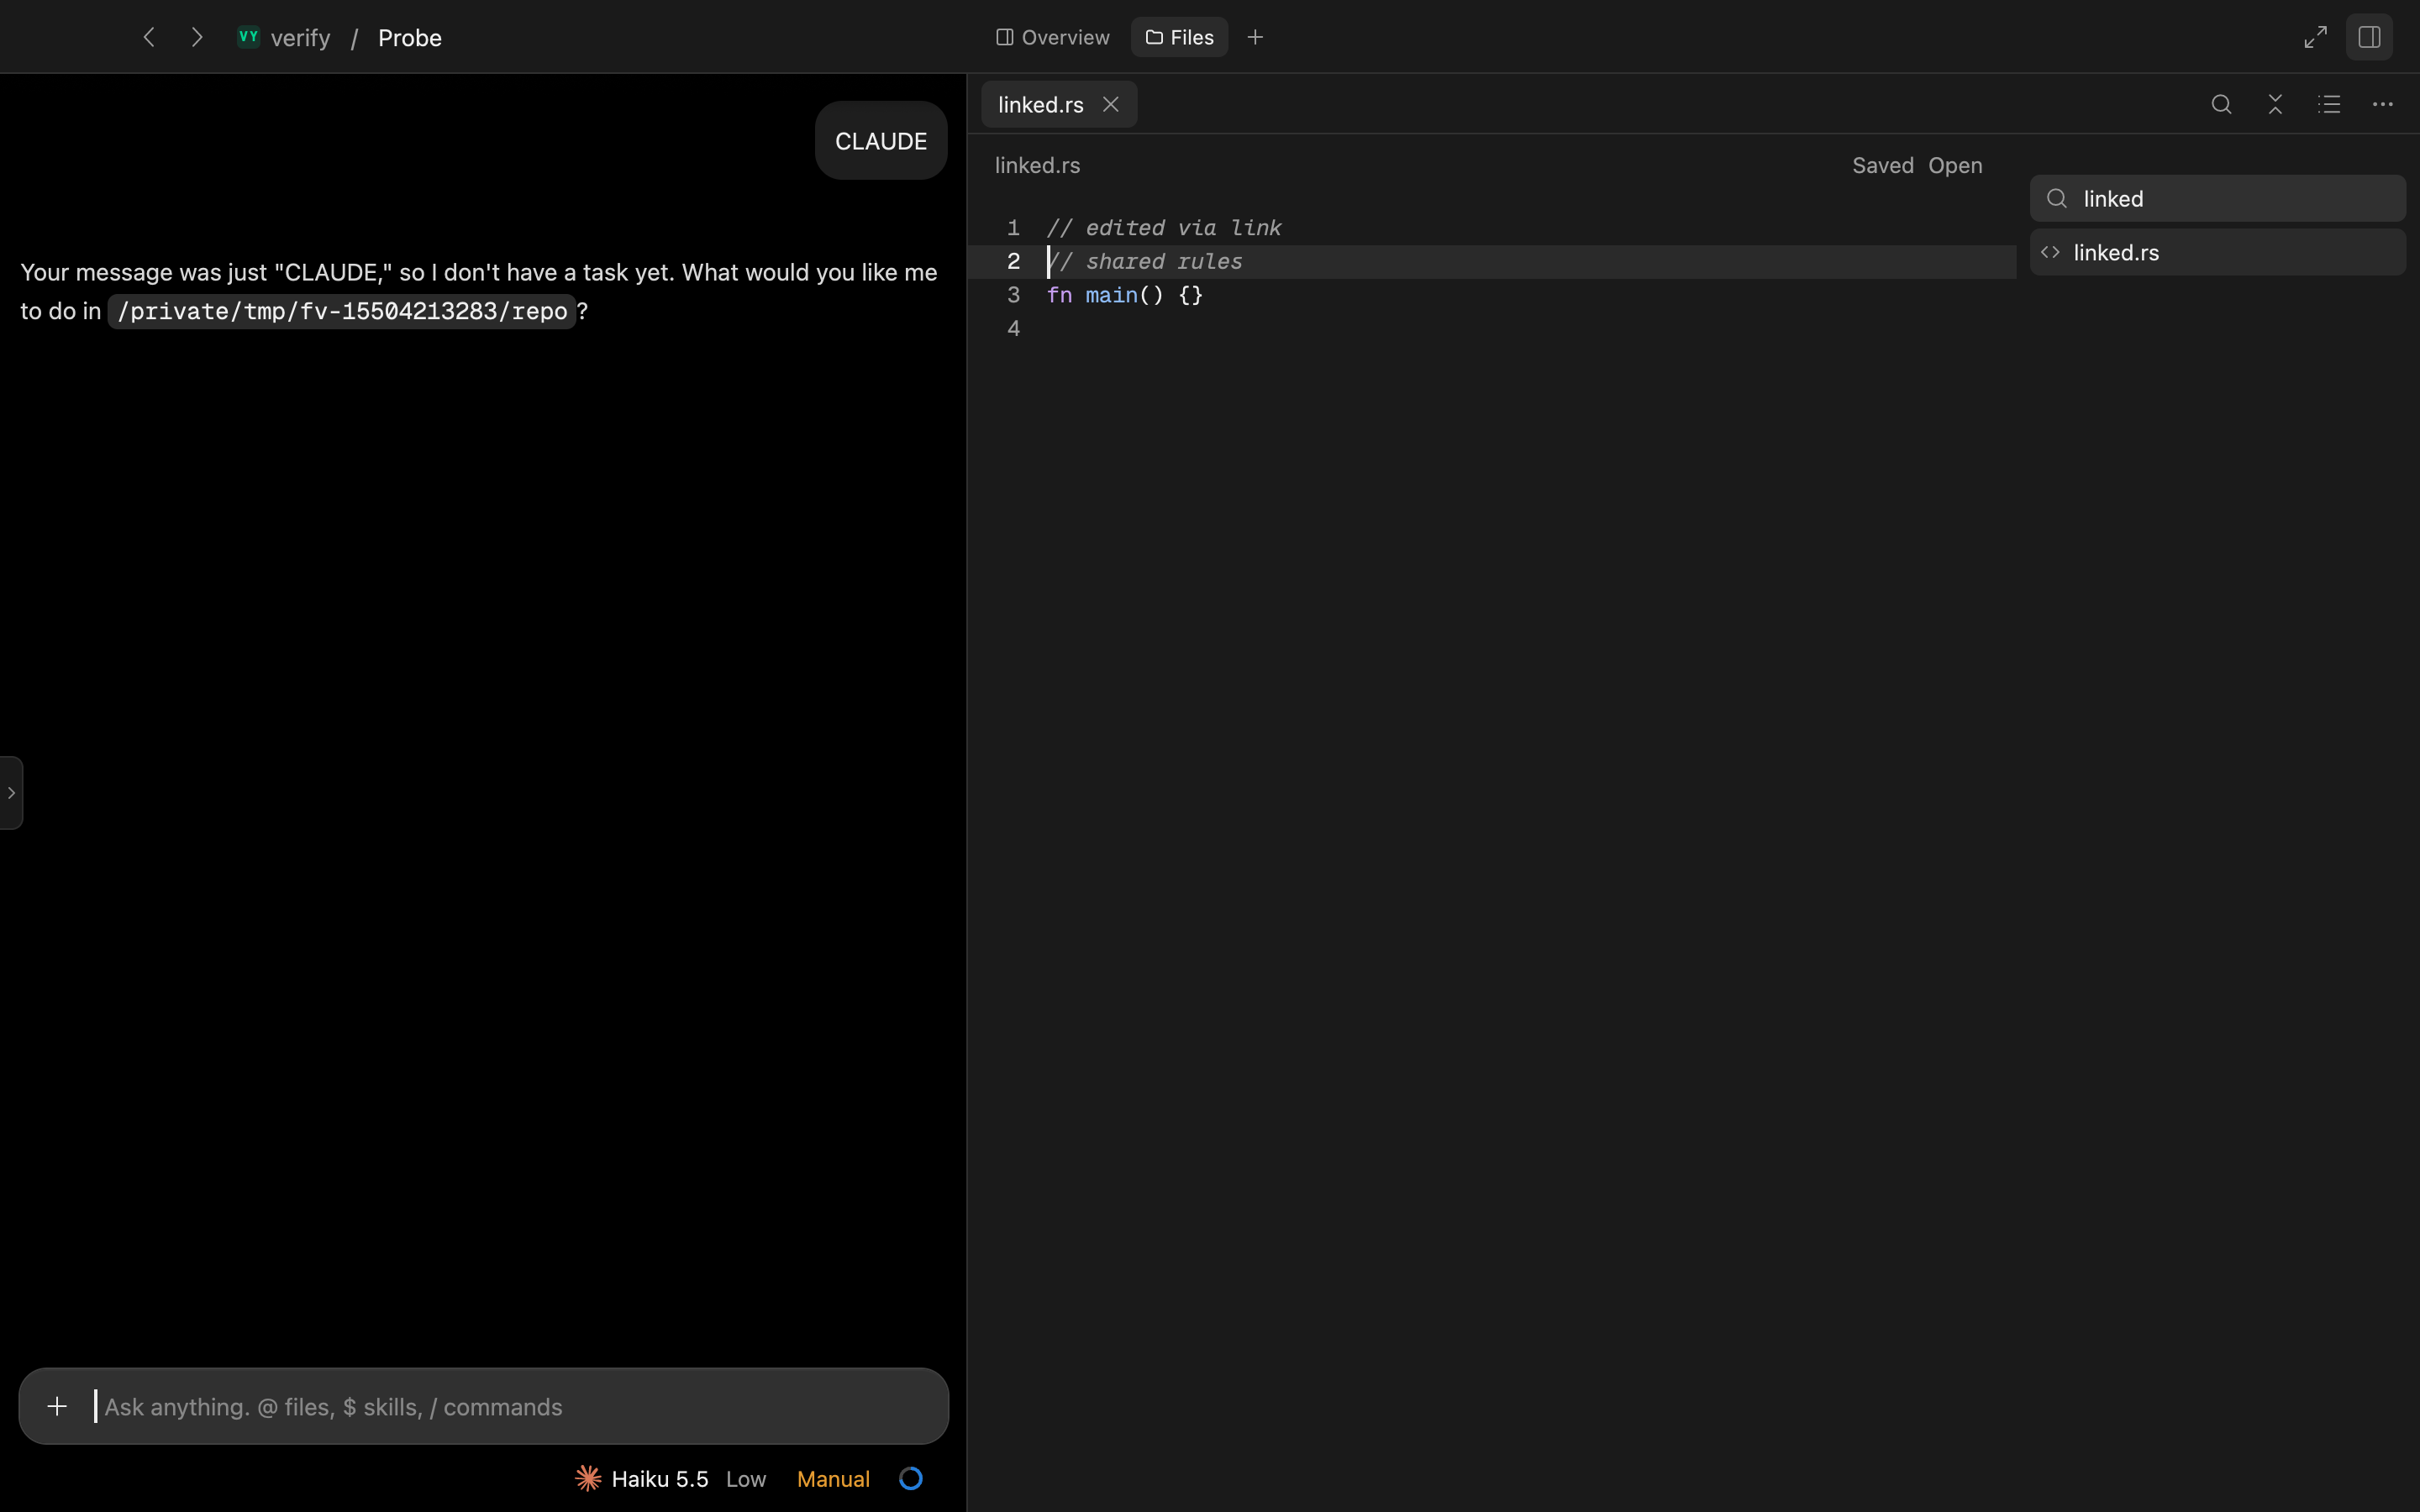 VY verify / Probe
Overview
Files
CLAUDE
Your message was just "CLAUDE," so I don't have a task yet. What would you like me
to do in /private/tmp/fv-15504213283/repo?
Ask anything. @ files, $ skills, / commands
Haiku 5.5 Low Manual
linked.rs
linked.rs
Saved Open
1 // edited via link
2 // shared rules
3 fn main() {}
4
linked
linked.rs